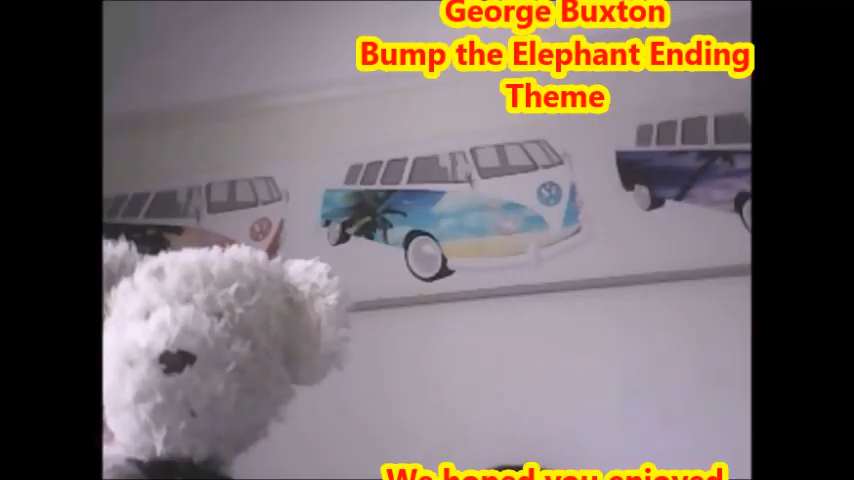 George Buxton
Bump the Elephant Ending
Theme
We hoped you enjoyed